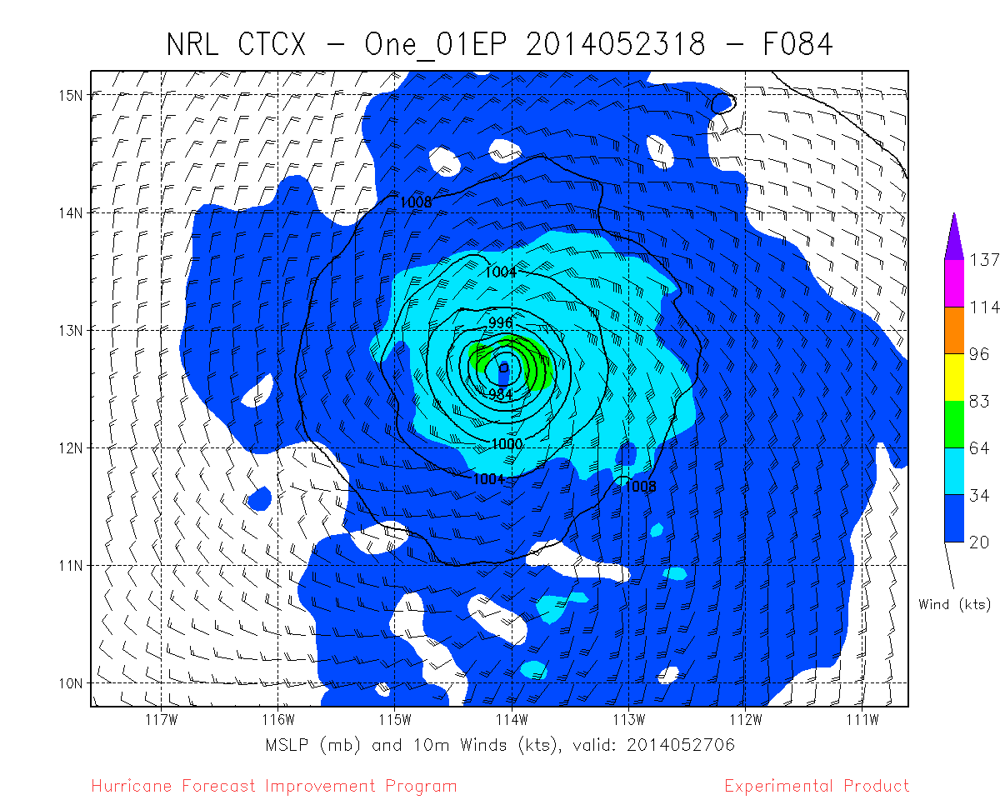 NRL CTCX - One_01EP 2014052318 - F084
15N
14N
13N
12N
11N
10N
1008
1004
996
984
1000
1004
1008
137
114
96
83
64
34
20
Wind (kts)
117W 116W 115W 114W 113W 112W 111W
MSLP (mb) and 10m Winds (kts), valid: 2014052706
Hurricane Forecast Improvement Program Experimental Product